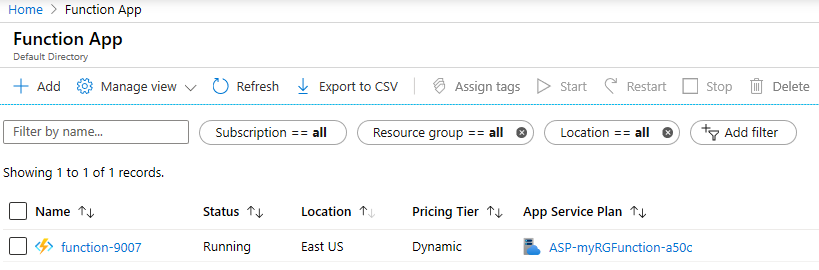 Home > Function App
Function App
Default Directory
Add Manage view Refresh Export to CSV Assign tags Start Restart Stop Delete
Filter by name... Subscription == all Resource group == all Location == all Add filter
Showing 1 to 1 of 1 records.
Name Status Location Pricing Tier App Service Plan
function-9007 Running East US Dynamic ASP-myRGFunction-a50c